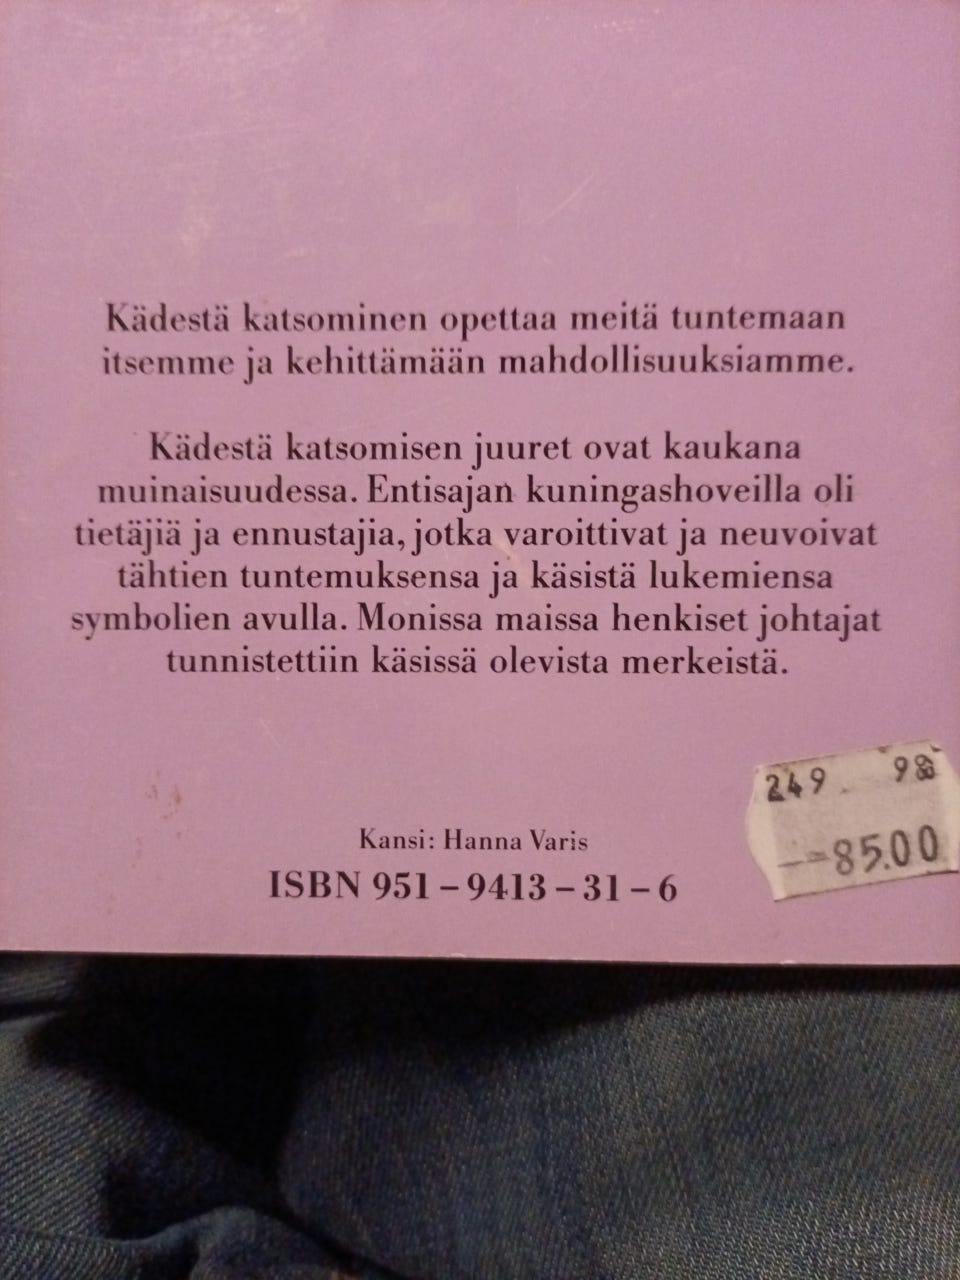 Kädestä katsominen opettaa meitä tuntemaan
itsemme ja kehittämään mahdollisuuksiamme.
Kädestä katsomisen juuret ovat kaukana
muinaisuudessa. Entisajan kuningashoveilla oli
tietäjiä ja ennustajia, jotka varoittivat ja neuvoivat
tähtien tuntemuksensa ja käsistä lukemiensa
symbolien avulla. Monissa maissa henkiset johtajat
tunnistettiin käsissä olevista merkeistä.
249 98
--85.00
Kansi: Hanna Varis
ISBN 951-9413-31-6